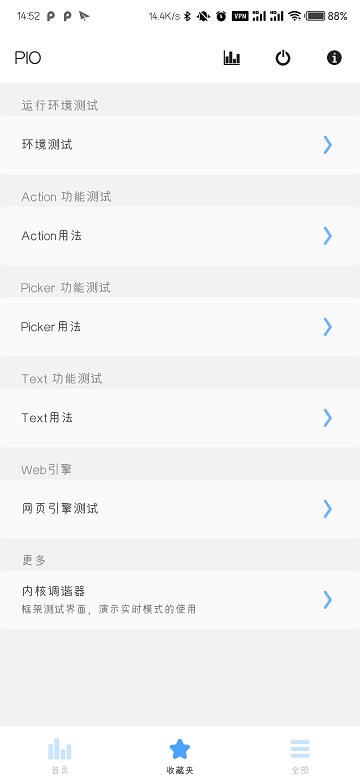 14:52
14.4K/s VPN HD HD 88%
PIO
运行环境测试
环境测试
Action 功能测试
Action用法
Picker 功能测试
Picker用法
Text 功能测试
Text用法
Web引擎
网页引擎测试
更多
内核调谐器
框架测试界面，演示实时模式的使用
首页 收藏夹 全部